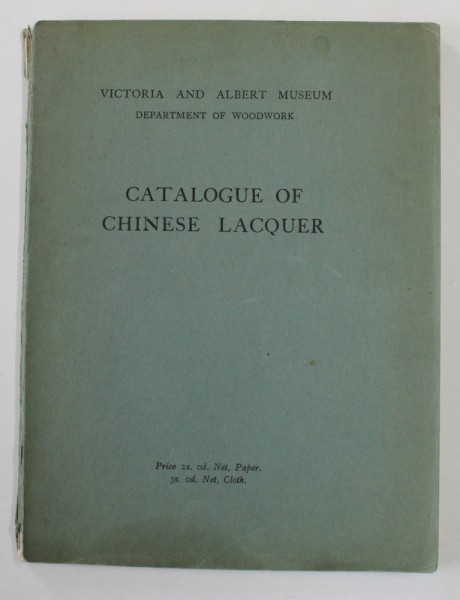 VICTORIA AND ALBERT MUSEUM
DEPARTMENT OF WOODWORK
CATALOGUE OF
CHINESE LACQUER
Price 2s. 0d. Net, Paper.
3s. 0d. Net, Cloth.